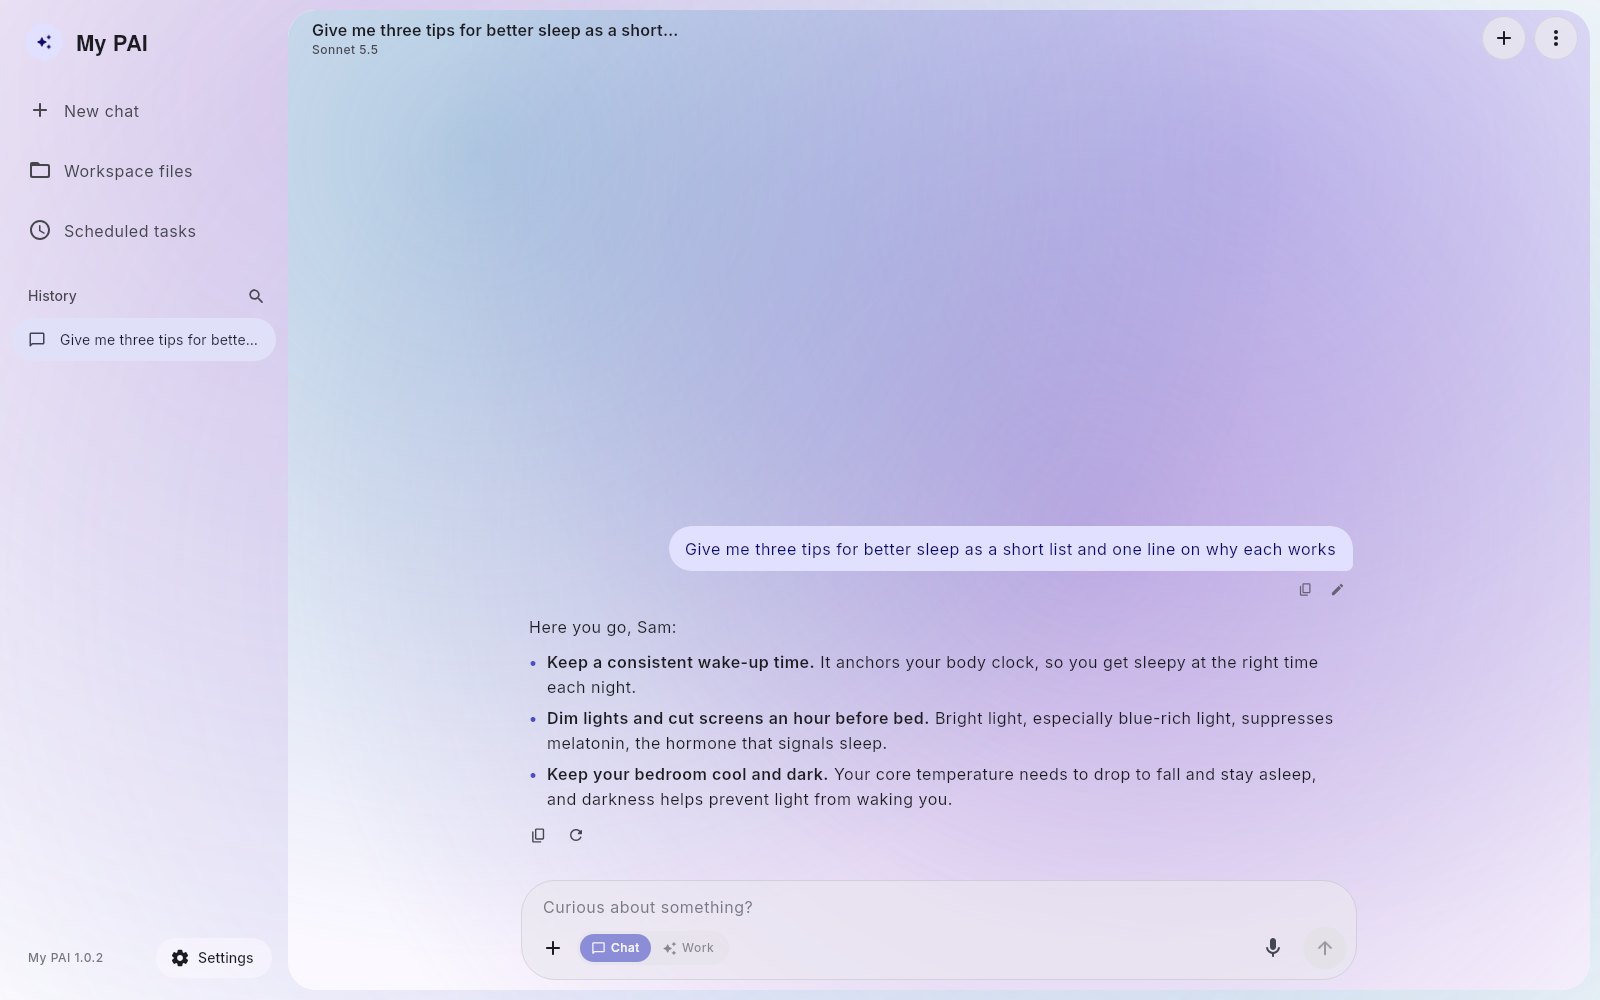 My PAI
New chat
Workspace files
Scheduled tasks
History
Give me three tips for bette...
My PAI 1.0.2
Settings
Give me three tips for better sleep as a short...
Sonnet 5.5
Give me three tips for better sleep as a short list and one line on why each works
Here you go, Sam:
• Keep a consistent wake-up time. It anchors your body clock, so you get sleepy at the right time
each night.
• Dim lights and cut screens an hour before bed. Bright light, especially blue-rich light, suppresses
melatonin, the hormone that signals sleep.
• Keep your bedroom cool and dark. Your core temperature needs to drop to fall and stay asleep,
and darkness helps prevent light from waking you.
Curious about something?
Chat
Work